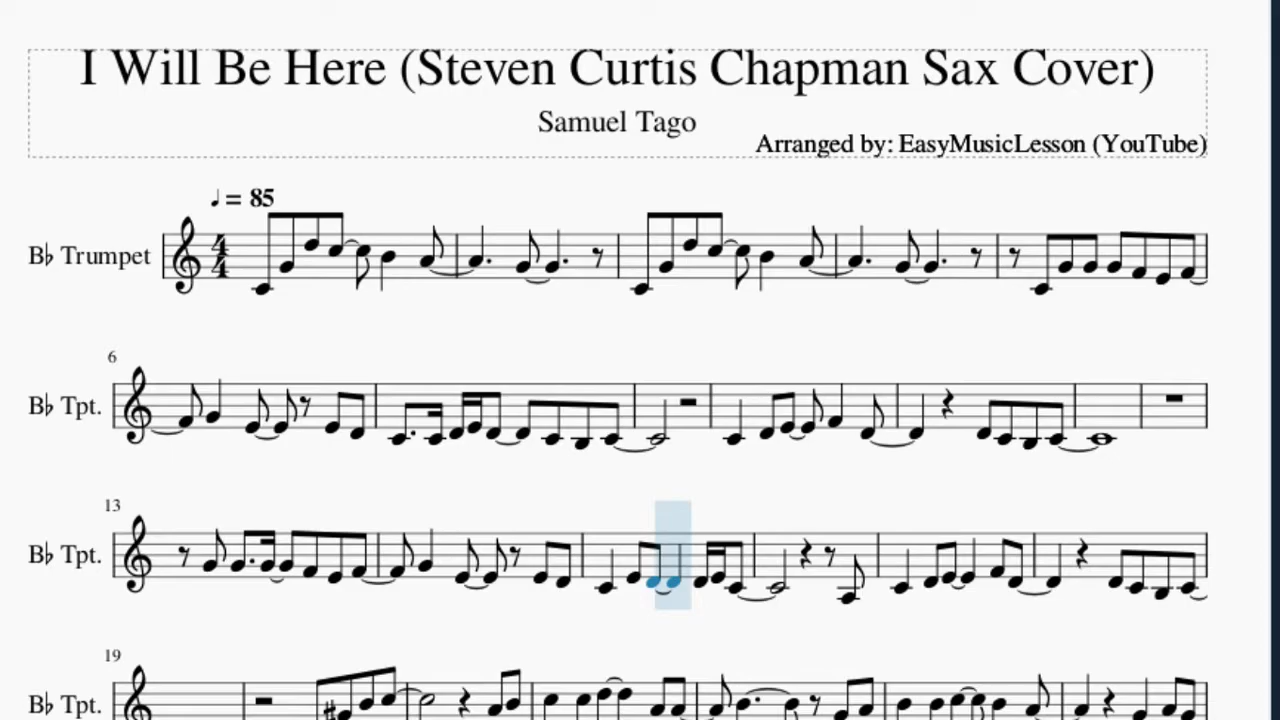 I Will Be Here (Steven Curtis Chapman Sax Cover)
Samuel Tago
Arranged by: EasyMusicLesson (YouTube)
♩ = 85
B♭ Trumpet
4
4
6
B♭ Tpt.
13
B♭ Tpt.
19
B♭ Tpt.